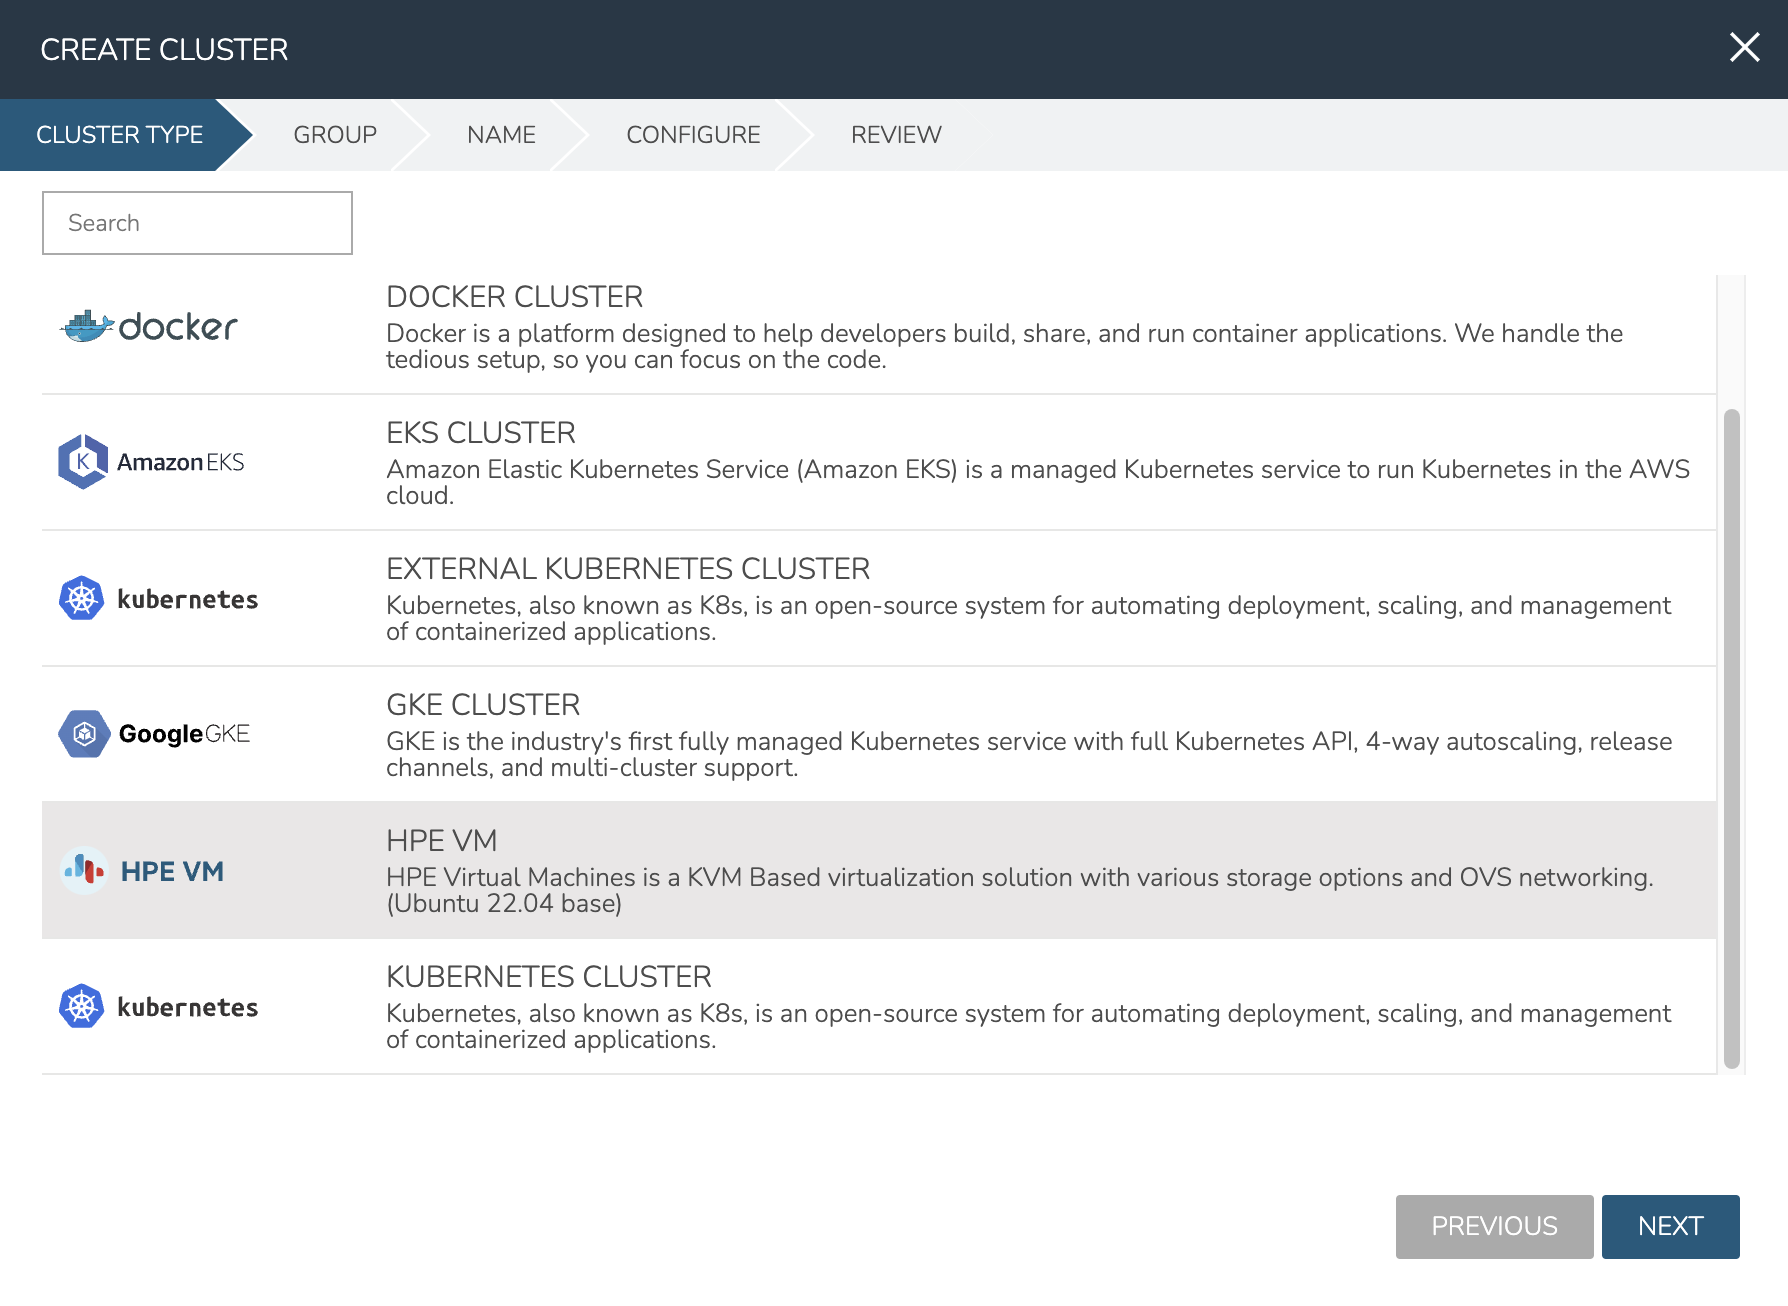 CREATE CLUSTER
CLUSTER TYPE
GROUP
NAME
CONFIGURE
REVIEW
Search
docker
DOCKER CLUSTER
Docker is a platform designed to help developers build, share, and run container applications. We handle the
tedious setup, so you can focus on the code.
K
Amazon EKS
EKS CLUSTER
Amazon Elastic Kubernetes Service (Amazon EKS) is a managed Kubernetes service to run Kubernetes in the AWS
cloud.
kubernetes
EXTERNAL KUBERNETES CLUSTER
Kubernetes, also known as K8s, is an open-source system for automating deployment, scaling, and management
of containerized applications.
Google GKE
GKE CLUSTER
GKE is the industry's first fully managed Kubernetes service with full Kubernetes API, 4-way autoscaling, release
channels, and multi-cluster support.
HPE VM
HPE VM
HPE Virtual Machines is a KVM Based virtualization solution with various storage options and OVS networking.
(Ubuntu 22.04 base)
kubernetes
KUBERNETES CLUSTER
Kubernetes, also known as K8s, is an open-source system for automating deployment, scaling, and management
of containerized applications.
PREVIOUS
NEXT